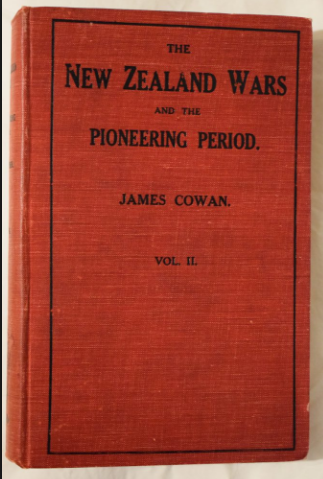 THE
NEW ZEALAND WARS
AND THE
PIONEERING PERIOD.
JAMES COWAN.
VOL. II.